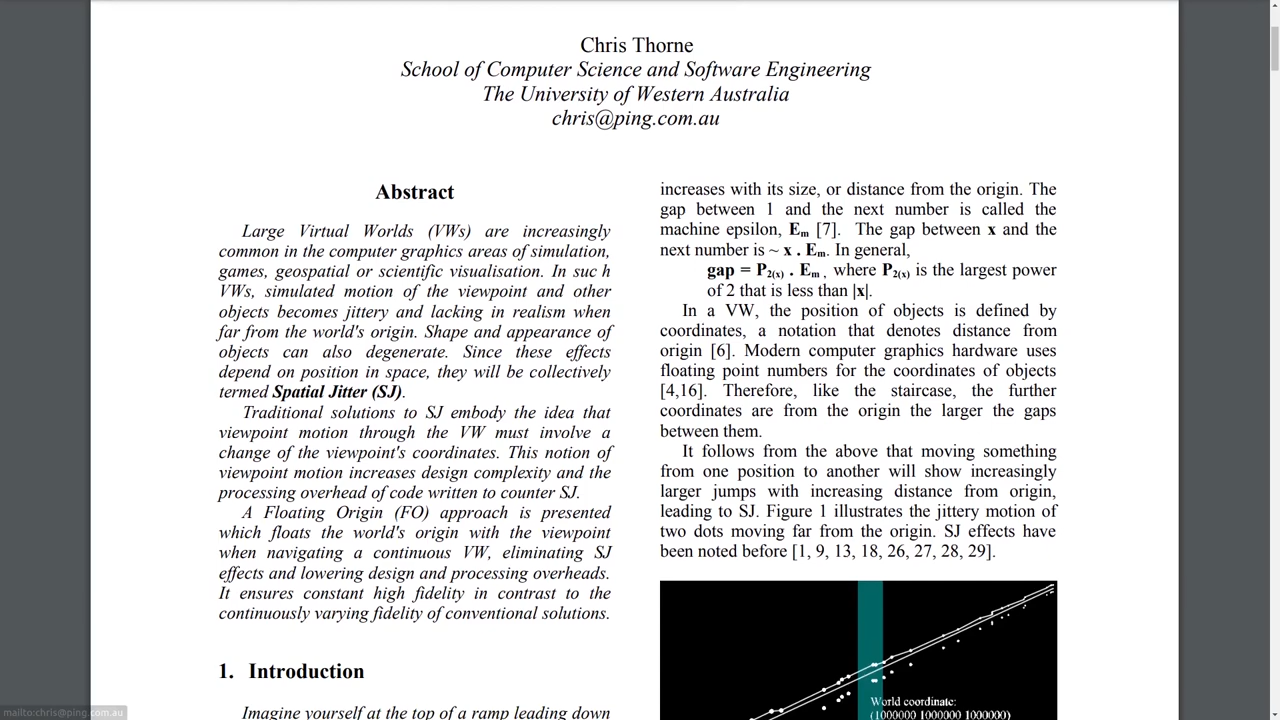 Chris Thorne
School of Computer Science and Software Engineering
The University of Western Australia
chris@ping.com.au
Abstract
Large Virtual Worlds (VWs) are increasingly
common in the computer graphics areas of simulation,
games, geospatial or scientific visualisation. In suc h
VWs, simulated motion of the viewpoint and other
objects becomes jittery and lacking in realism when
far from the world's origin. Shape and appearance of
objects can also degenerate. Since these effects
depend on position in space, they will be collectively
termed Spatial Jitter (SJ).
Traditional solutions to SJ embody the idea that
viewpoint motion through the VW must involve a
change of the viewpoint's coordinates. This notion of
viewpoint motion increases design complexity and the
processing overhead of code written to counter SJ.
A Floating Origin (FO) approach is presented
which floats the world's origin with the viewpoint
when navigating a continuous VW, eliminating SJ
effects and lowering design and processing overheads.
It ensures constant high fidelity in contrast to the
continuously varying fidelity of conventional solutions.
1. Introduction
Imagine yourself at the top of a ramp leading down
increases with its size, or distance from the origin. The
gap between 1 and the next number is called the
machine epsilon, Em [7]. The gap between x and the
next number is ~ x . Em. In general,
gap = P2(x) . Em , where P2(x) is the largest power
of 2 that is less than |x|.
In a VW, the position of objects is defined by
coordinates, a notation that denotes distance from
origin [6]. Modern computer graphics hardware uses
floating point numbers for the coordinates of objects
[4,16]. Therefore, like the staircase, the further
coordinates are from the origin the larger the gaps
between them.
It follows from the above that moving something
from one position to another will show increasingly
larger jumps with increasing distance from origin,
leading to SJ. Figure 1 illustrates the jittery motion of
two dots moving far from the origin. SJ effects have
been noted before [1, 9, 13, 18, 26, 27, 28, 29].
World coordinate:
(1000000 1000000 1000000)
mailto:chris@ping.com.au